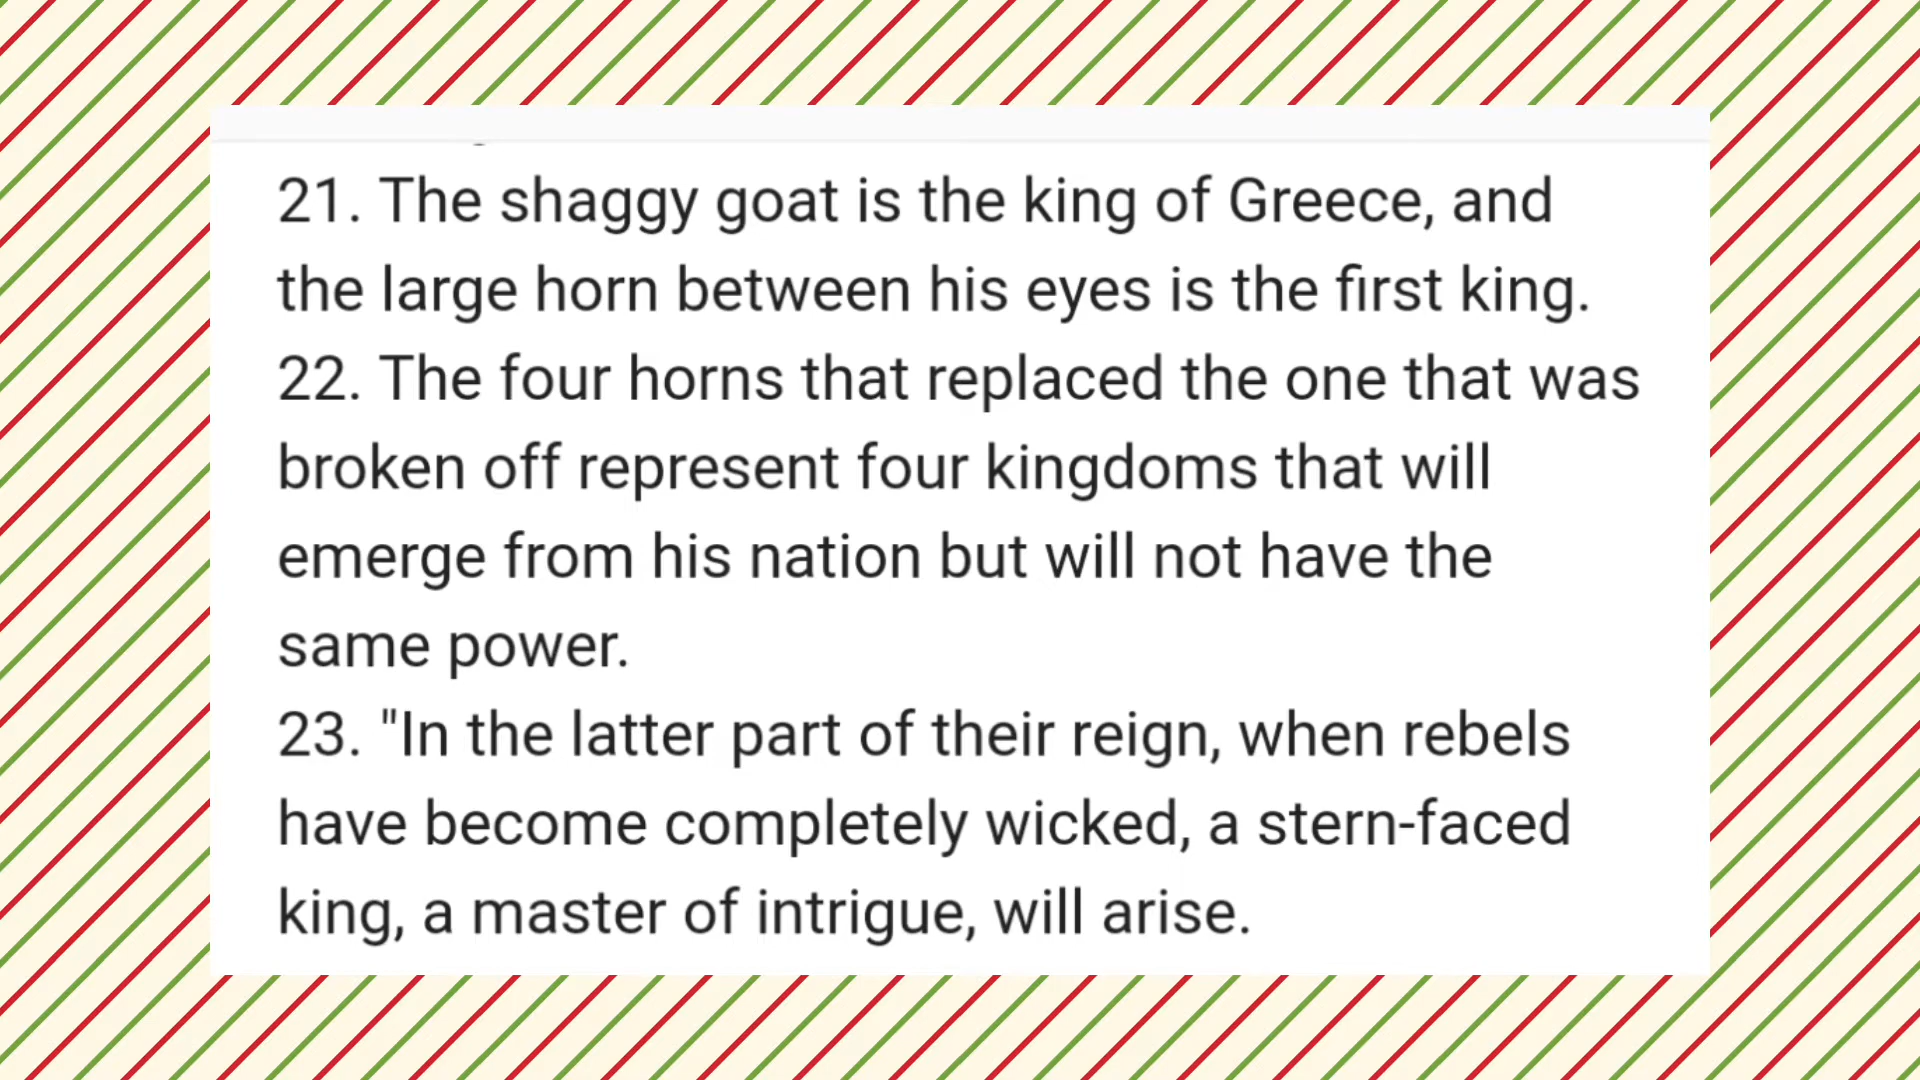 21. The shaggy goat is the king of Greece, and
the large horn between his eyes is the first king.
22. The four horns that replaced the one that was
broken off represent four kingdoms that will
emerge from his nation but will not have the
same power.
23. "In the latter part of their reign, when rebels
have become completely wicked, a stern-faced
king, a master of intrigue, will arise.